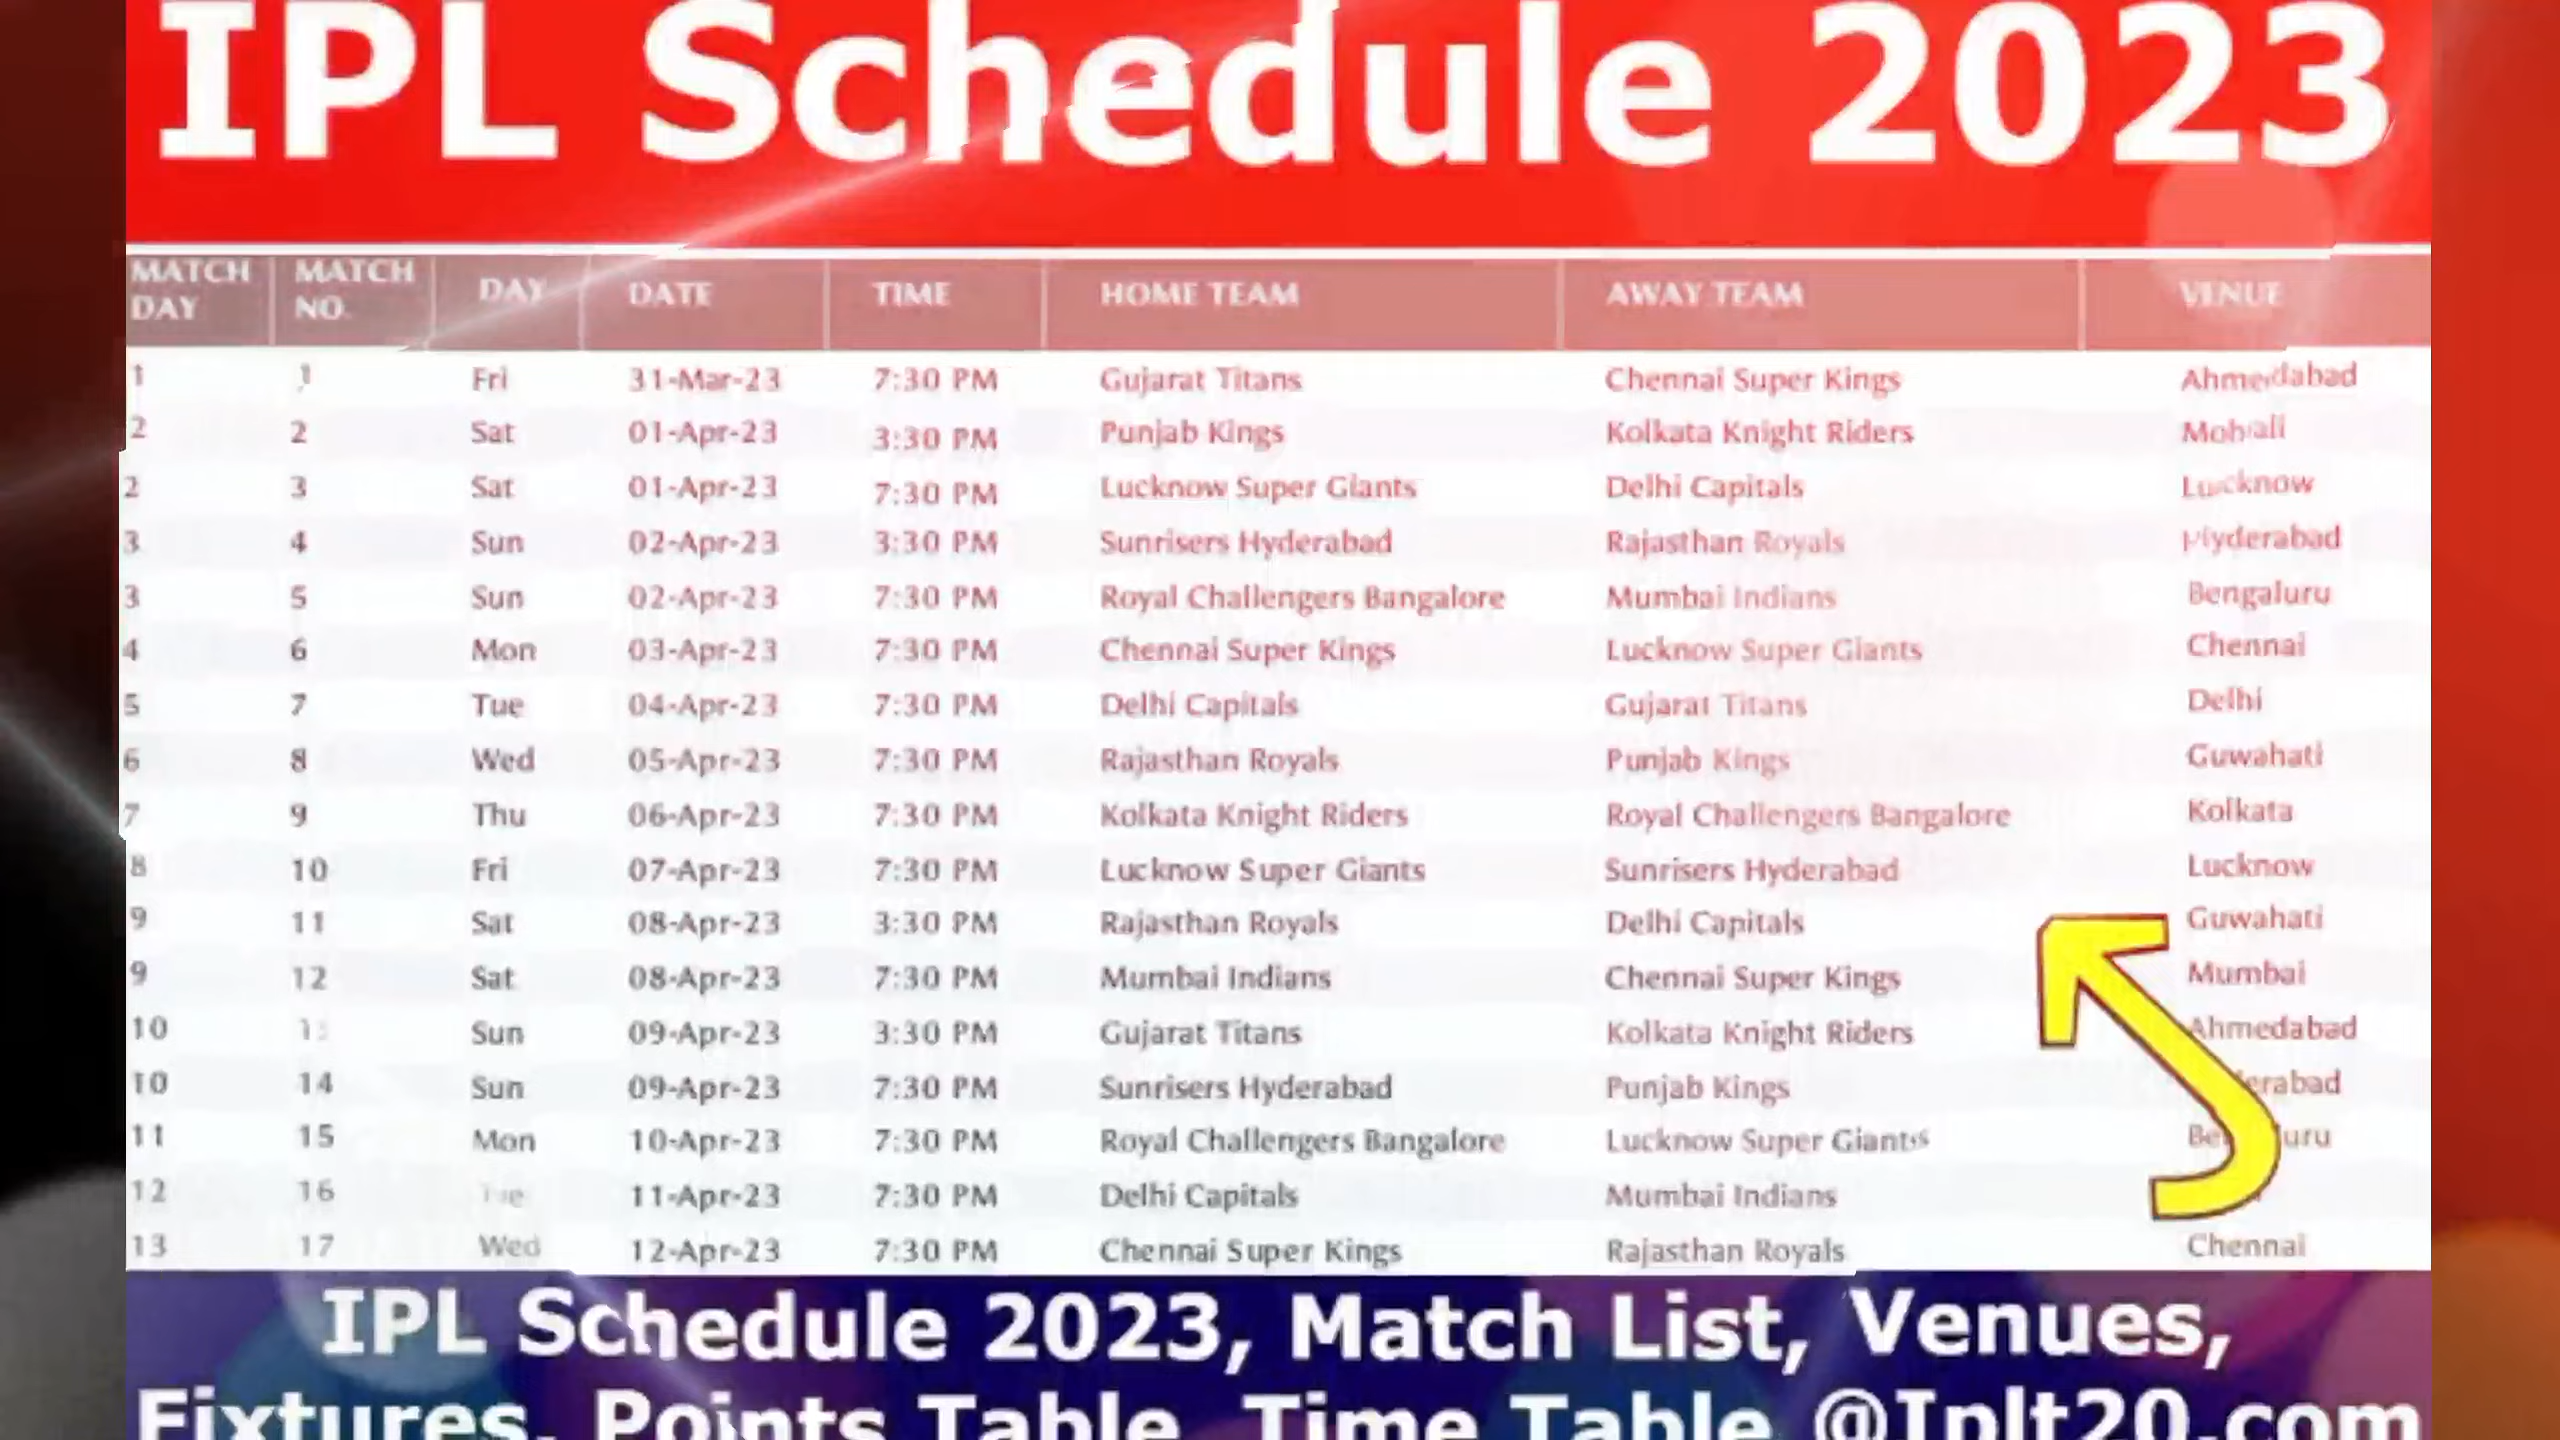 IPL Schedule 2023
MATCH DAY MATCH NO. DAY DATE TIME HOME TEAM AWAY TEAM VENUE
1 1 Fri 31-Mar-23 7:30 PM Gujarat Titans Chennai Super Kings Ahmedabad
2 2 Sat 01-Apr-23 3:30 PM Punjab Kings Kolkata Knight Riders Mohali
2 3 Sat 01-Apr-23 7:30 PM Lucknow Super Giants Delhi Capitals Lucknow
3 4 Sun 02-Apr-23 3:30 PM Sunrisers Hyderabad Rajasthan Royals Hyderabad
3 5 Sun 02-Apr-23 7:30 PM Royal Challengers Bangalore Mumbai Indians Bengaluru
4 6 Mon 03-Apr-23 7:30 PM Chennai Super Kings Lucknow Super Giants Chennai
5 7 Tue 04-Apr-23 7:30 PM Delhi Capitals Gujarat Titans Delhi
6 8 Wed 05-Apr-23 7:30 PM Rajasthan Royals Punjab Kings Guwahati
7 9 Thu 06-Apr-23 7:30 PM Kolkata Knight Riders Royal Challengers Bangalore Kolkata
8 10 Fri 07-Apr-23 7:30 PM Lucknow Super Giants Sunrisers Hyderabad Lucknow
9 11 Sat 08-Apr-23 3:30 PM Rajasthan Royals Delhi Capitals Guwahati
9 12 Sat 08-Apr-23 7:30 PM Mumbai Indians Chennai Super Kings Mumbai
10 Sun 09-Apr-23 3:30 PM Gujarat Titans Kolkata Knight Riders Ahmedabad
10 14 Sun 09-Apr-23 7:30 PM Sunrisers Hyderabad Punjab Kings
11 15 Mon 10-Apr-23 7:30 PM Royal Challengers Bangalore Lucknow Super Giants
12 16 Tue 11-Apr-23 7:30 PM Delhi Capitals Mumbai Indians
13 17 Wed 12-Apr-23 7:30 PM Chennai Super Kings Rajasthan Royals Chennai
IPL Schedule 2023, Match List, Venues,
Fixtures, Points Table, Time Table @Iplt20.com